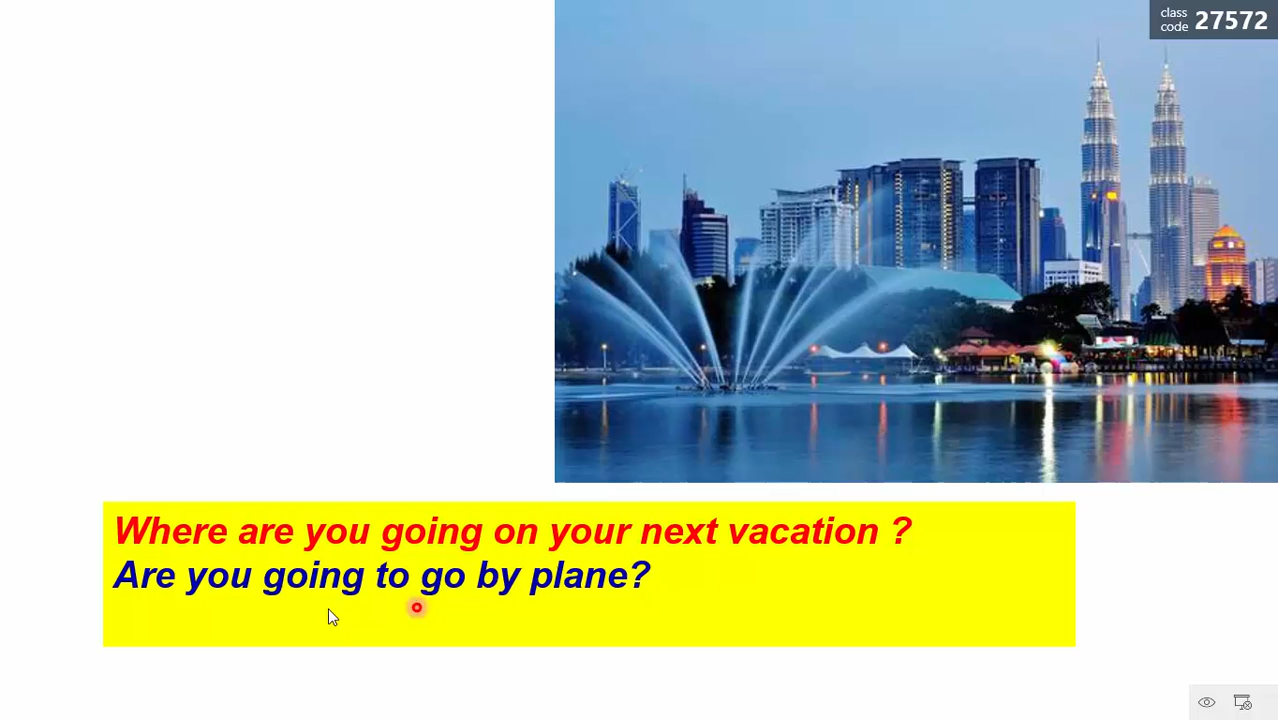 class
code 27572
Where are you going on your next vacation ?
Are you going to go by plane?